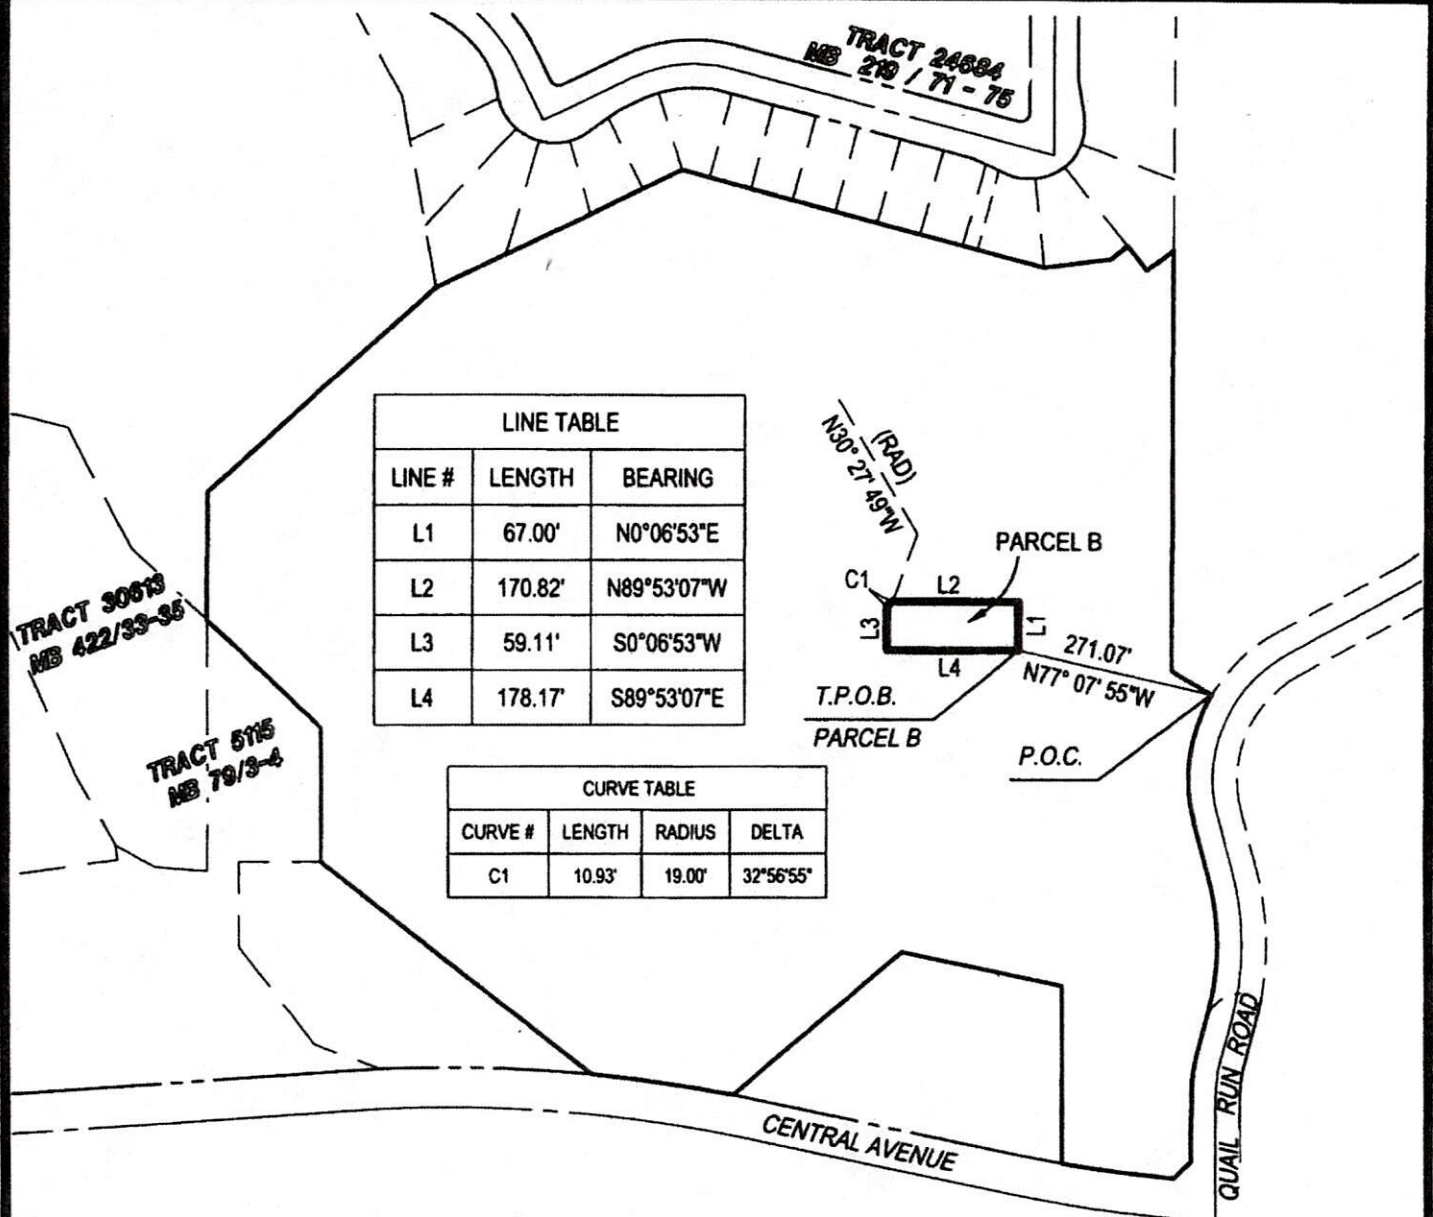 TRACT 24684
MB 219 / 71 - 75
LINE TABLE
LINE # LENGTH BEARING
L1 67.00' N0°06'53"E
L2 170.82' N89°53'07"W
L3 59.11' S0°06'53"W
L4 178.17' S89°53'07"E
(RAD)
N30° 27' 49"W
PARCEL B
C1
L2
L3
L1
L4
271.07'
N77° 07' 55"W
T.P.O.B.
PARCEL B
P.O.C.
TRACT 30613
MB 422/33-35
TRACT 5115
MB 79/3-4
CURVE TABLE
CURVE # LENGTH RADIUS DELTA
C1 10.93' 19.00' 32°56'55"
CENTRAL AVENUE
QUAIL RUN ROAD